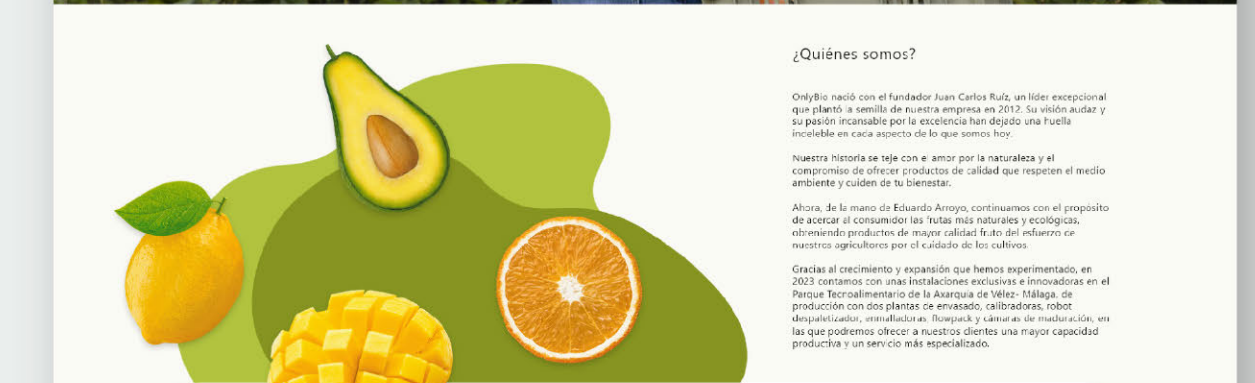 ¿Quiénes somos?
OnlyBio nació con el fundador Juan Carlos Ruíz, un líder excepcional
que plantó la semilla de nuestra empresa en 2012. Su visión audaz y
su pasión incansable por la excelencia han dejado una huella
indeleble en cada aspecto de lo que somos hoy.
Nuestra historia se teje con el amor por la naturaleza y el
compromiso de ofrecer productos de calidad que respeten el medio
ambiente y cuiden de tu bienestar.
Ahora, de la mano de Eduardo Arroyo, continuamos con el propósito
de acercar al consumidor las frutas más naturales y ecológicas,
obteniendo productos de mayor calidad fruto del esfuerzo de
nuestros agricultores por el cuidado de los cultivos.
Gracias al crecimiento y expansión que hemos experimentado, en
2023 contamos con unas instalaciones exclusivas e innovadoras en el
Parque Tecnoalimentario de la Axarquía de Vélez- Málaga, de
producción con dos plantas de envasado, calibradoras, robot
despaletizador, enmalladoras, flowpack y cámaras de maduración, en
las que podremos ofrecer a nuestros clientes una mayor capacidad
productiva y un servicio más especializado.